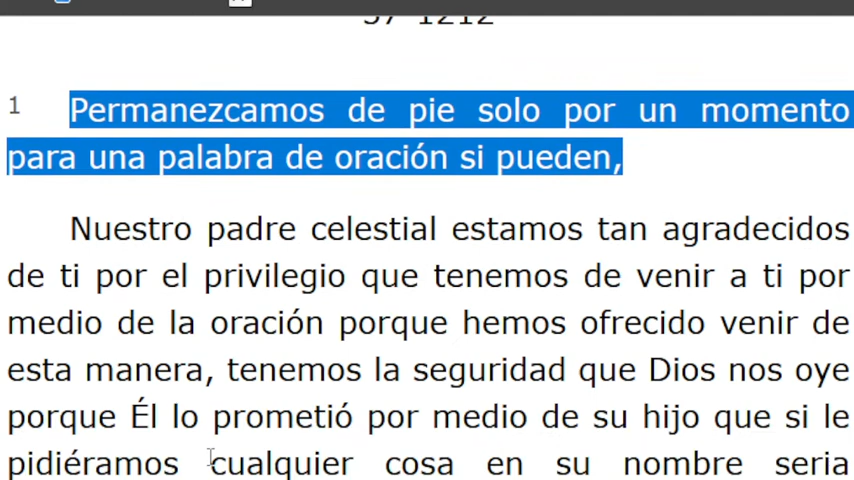 57 1212
1 Permanezcamos de pie solo por un momento
para una palabra de oración si pueden,
Nuestro padre celestial estamos tan agradecidos
de ti por el privilegio que tenemos de venir a ti por
medio de la oración porque hemos ofrecido venir de
esta manera, tenemos la seguridad que Dios nos oye
porque Él lo prometió por medio de su hijo que si le
pidiéramos cualquier cosa en su nombre seria